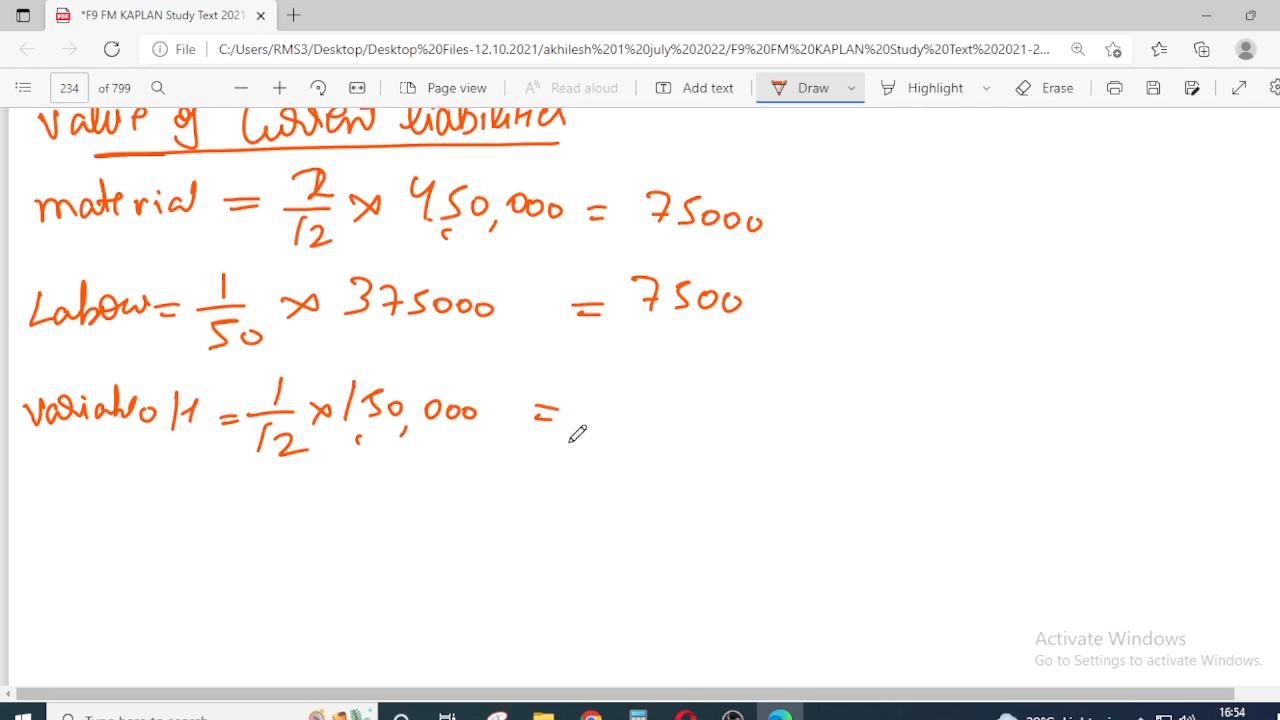 *F9 FM KAPLAN Study Text 2021
File C:/Users/RMS3/Desktop/Desktop%20Files-12.10.2021/akhilesh%201%20july%202022/F9%20FM%20KAPLAN%20Study%20Text%202021-2...
234 of 799 Page view Read aloud Add text Draw Highlight Erase
Value of Current liabilities
material = 2/12 × 450,000 = 75000
Labour = 1/50 × 375000 = 7500
Variable O/H = 1/12 × 150,000 =
Activate Windows
Go to Settings to activate Windows.
16:54